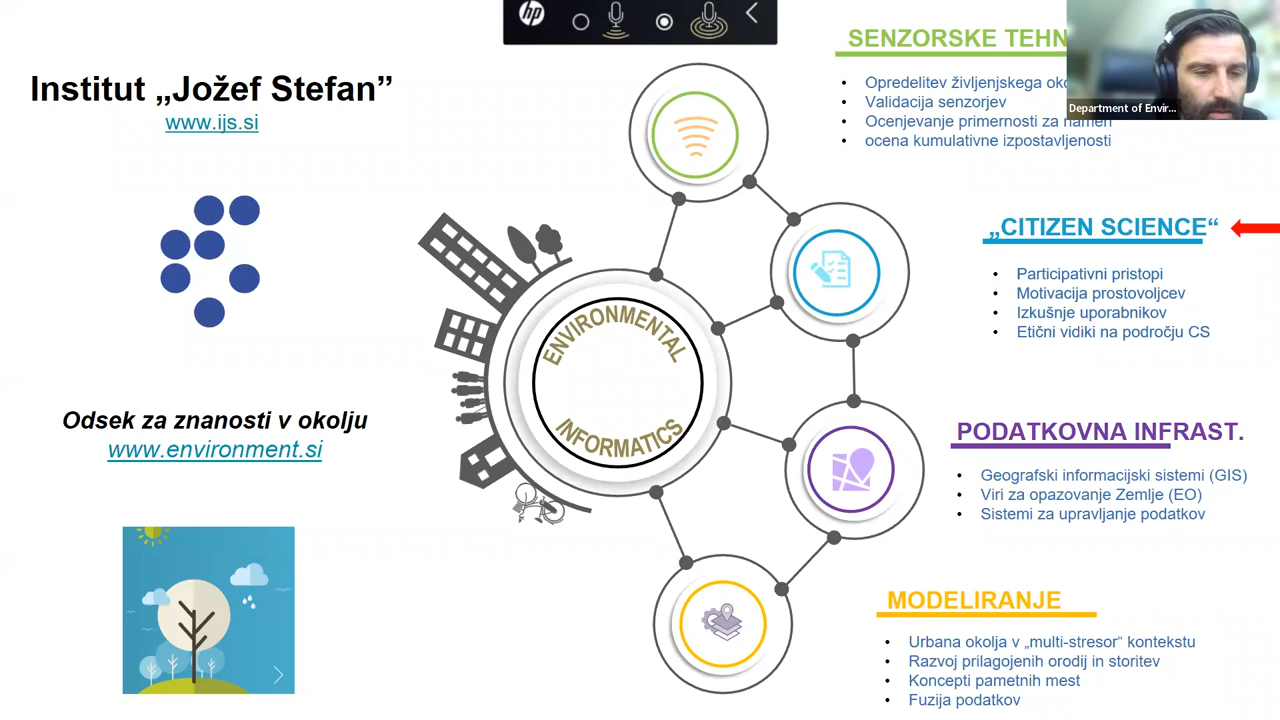 hp
Institut „Jožef Stefan”
www.ijs.si
Odsek za znanosti v okolju
www.environment.si
ENVIRONMENTAL
INFORMATICS
SENZORSKE
Opredelitev življenjskega
Validacija senzorjev
Ocenjevanje primernosti za namen
ocena kumulativne izpostavljenosti
Department of Envir...
„CITIZEN SCIENCE“
Participativni pristopi
Motivacija prostovoljcev
Izkušnje uporabnikov
Etični vidiki na področju CS
PODATKOVNA INFRAST.
Geografski informacijski sistemi (GIS)
Viri za opazovanje Zemlje (EO)
Sistemi za upravljanje podatkov
MODELIRANJE
Urbana okolja v „multi-stresor“ kontekstu
Razvoj prilagojenih orodij in storitev
Koncepti pametnih mest
Fuzija podatkov